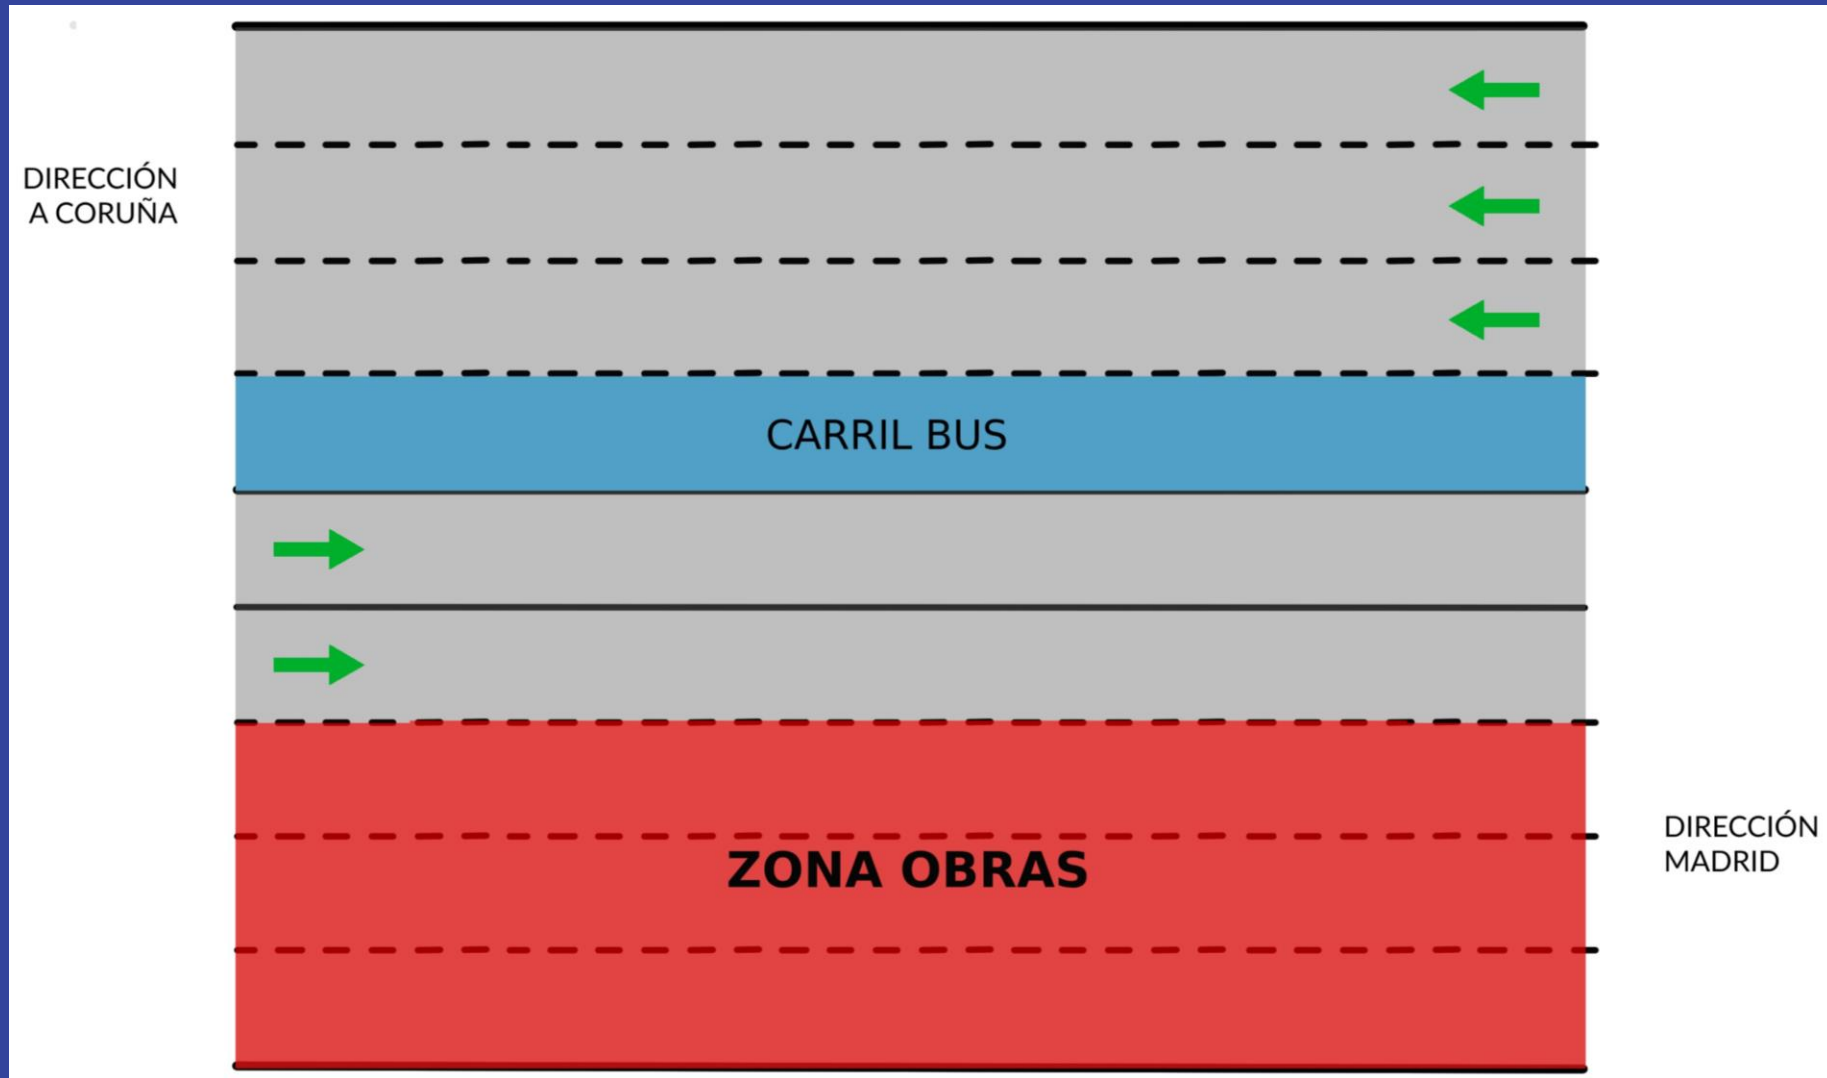 DIRECCIÓN
A CORUÑA
CARRIL BUS
ZONA OBRAS
DIRECCIÓN
MADRID